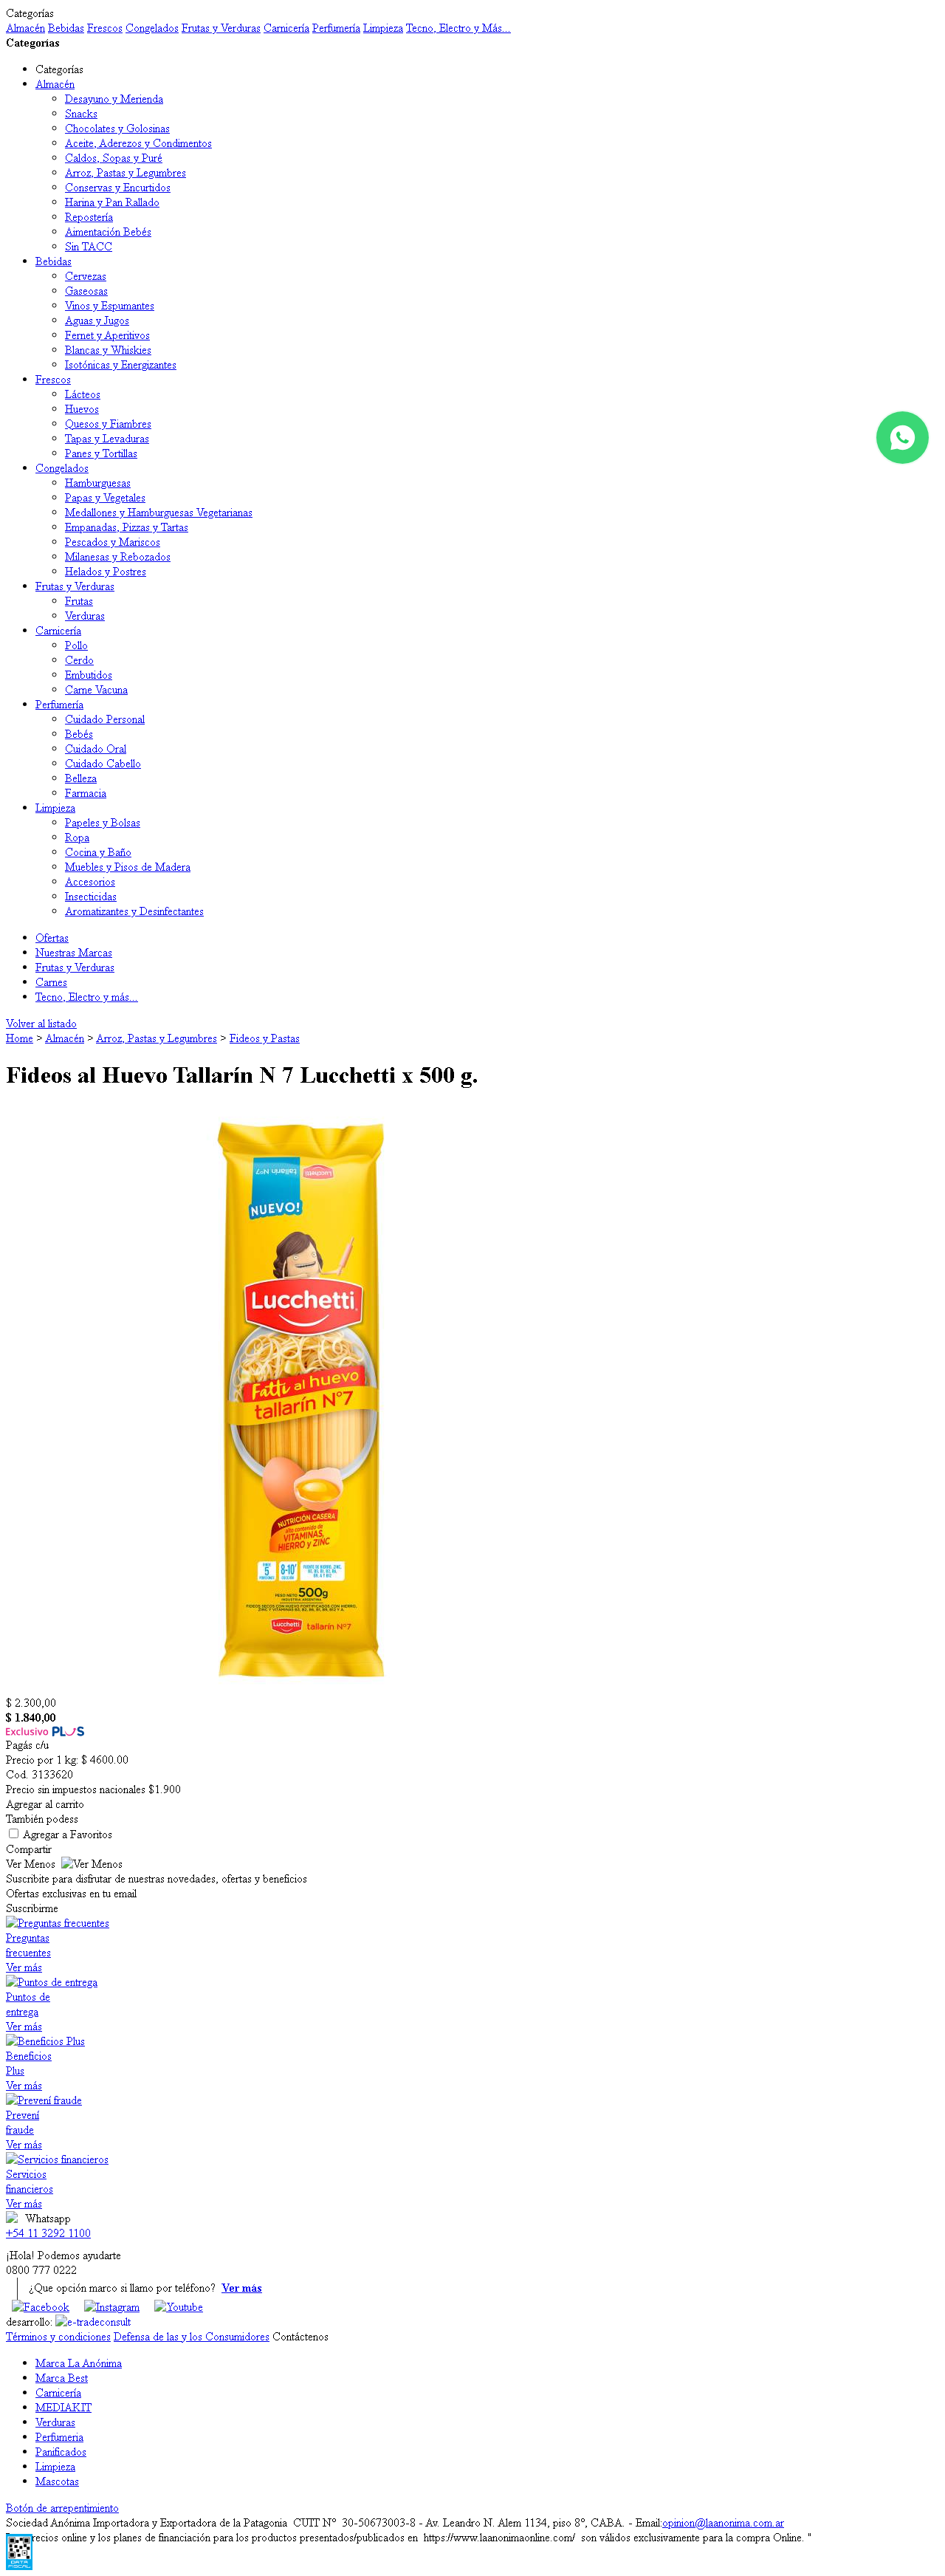 Categorías
Almacén Bebidas Frescos Congelados Frutas y Verduras Carnicería Perfumería Limpieza Tecno, Electro y Más...
Categorías
Categorías
Almacén
Desayuno y Merienda
Snacks
Chocolates y Golosinas
Aceite, Aderezos y Condimentos
Caldos, Sopas y Puré
Arroz, Pastas y Legumbres
Conservas y Encurtidos
Harina y Pan Rallado
Repostería
Aimentación Bebés
Sin TACC
Bebidas
Cervezas
Gaseosas
Vinos y Espumantes
Aguas y Jugos
Fernet y Aperitivos
Blancas y Whiskies
Isotónicas y Energizantes
Frescos
Lácteos
Huevos
Quesos y Fiambres
Tapas y Levaduras
Panes y Tortillas
Congelados
Hamburguesas
Papas y Vegetales
Medallones y Hamburguesas Vegetarianas
Empanadas, Pizzas y Tartas
Pescados y Mariscos
Milanesas y Rebozados
Helados y Postres
Frutas y Verduras
Frutas
Verduras
Carnicería
Pollo
Cerdo
Embutidos
Carne Vacuna
Perfumería
Cuidado Personal
Bebés
Cuidado Oral
Cuidado Cabello
Belleza
Farmacia
Limpieza
Papeles y Bolsas
Ropa
Cocina y Baño
Muebles y Pisos de Madera
Accesorios
Insecticidas
Aromatizantes y Desinfectantes
Ofertas
Nuestras Marcas
Frutas y Verduras
Carnes
Tecno, Electro y más...
Volver al listado
Home > Almacén > Arroz, Pastas y Legumbres > Fideos y Pastas
Fideos al Huevo Tallarín N 7 Lucchetti x 500 g.
tallarín N°7 Lucchetti
NUEVO!
Lucchetti
Fatti al huevo
tallarín N°7
NUTRICIÓN CASERA
alto contenido de
VITAMINAS,
HIERRO y ZINC
5
8-10'
500g
Lucchetti tallarín N°7
$ 2.300,00
$ 1.840,00
Exclusivo PLUS
Pagás c/u
Precio por 1 kg: $ 4600.00
Cod. 3133620
Precio sin impuestos nacionales $1.900
Agregar al carrito
También podess
Agregar a Favoritos
Compartir
Ver Menos Ver Menos
Suscribite para disfrutar de nuestras novedades, ofertas y beneficios
Ofertas exclusivas en tu email
Suscribirme
Preguntas frecuentes
Preguntas
frecuentes
Ver más
Puntos de entrega
Puntos de
entrega
Ver más
Beneficios Plus
Beneficios
Plus
Ver más
Prevení fraude
Prevení
fraude
Ver más
Servicios financieros
Servicios
financieros
Ver más
Whatsapp
+54 11 3292 1100
¡Hola! Podemos ayudarte
0800 777 0222
¿Que opción marco si llamo por teléfono? Ver más
Facebook Instagram Youtube
desarrollo: e-tradeconsult
Términos y condiciones Defensa de las y los Consumidores Contáctenos
Marca La Anónima
Marca Best
Carnicería
MEDIAKIT
Verduras
Perfumeria
Panificados
Limpieza
Mascotas
Botón de arrepentimiento
Sociedad Anónima Importadora y Exportadora de la Patagonia CUIT Nº 30-50673003-8 - Av. Leandro N. Alem 1134, piso 8º, CABA. - Email:opinion@laanonima.com.ar
recios online y los planes de financiación para los productos presentados/publicados en https://www.laanonimaonline.com/ son válidos exclusivamente para la compra Online. "
DATA FISCAL